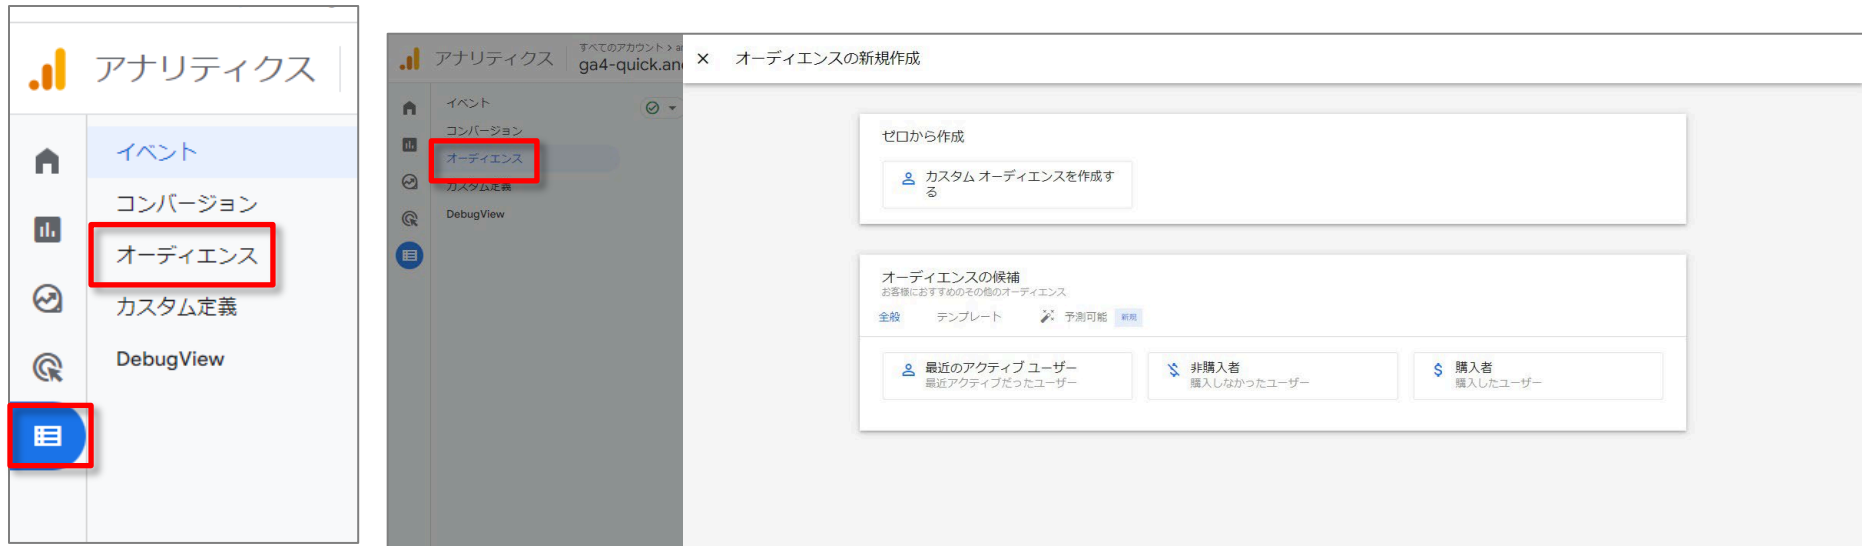 アナリティクス
イベント
コンバージョン
オーディエンス
カスタム定義
DebugView
アナリティクス
すべてのアカウント >
ga4-quick.an
イベント
コンバージョン
オーディエンス
カスタム定義
DebugView
× オーディエンスの新規作成
ゼロから作成
カスタム オーディエンスを作成す
る
オーディエンスの候補
お客様におすすめのその他のオーディエンス
全般 テンプレート 予測可能 新規
最近のアクティブ ユーザー
最近アクティブだったユーザー
非購入者
購入しなかったユーザー
購入者
購入したユーザー